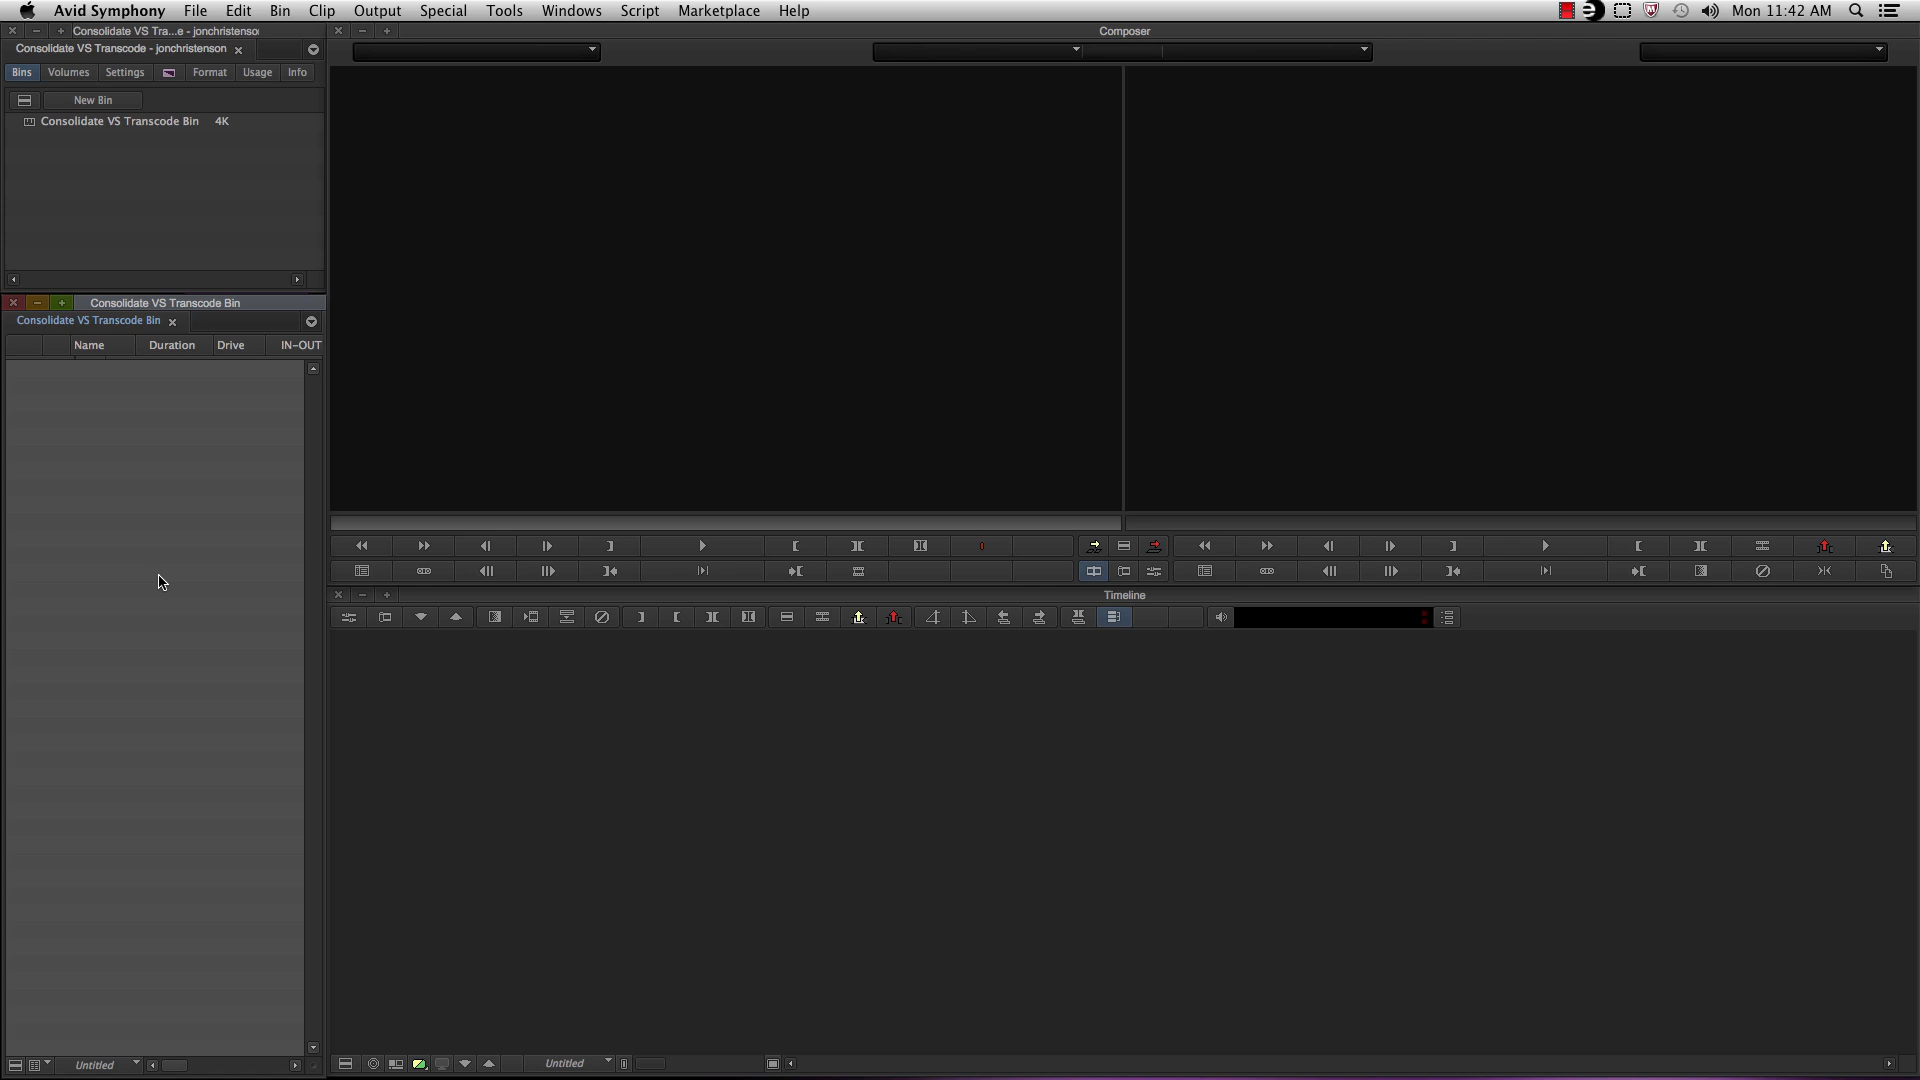 Avid Symphony File Edit Bin Clip Output Special Tools Windows Script Marketplace Help Mon 11:42 AM
Consolidate VS Tra...e - jonchristenso
Composer
Consolidate VS Transcode - jonchristenson
Bins Volumes Settings Format Usage Info
New Bin
Consolidate VS Transcode Bin 4K
Consolidate VS Transcode Bin
Consolidate VS Transcode Bin
Name Duration Drive IN-OUT
Timeline
Untitled
Untitled